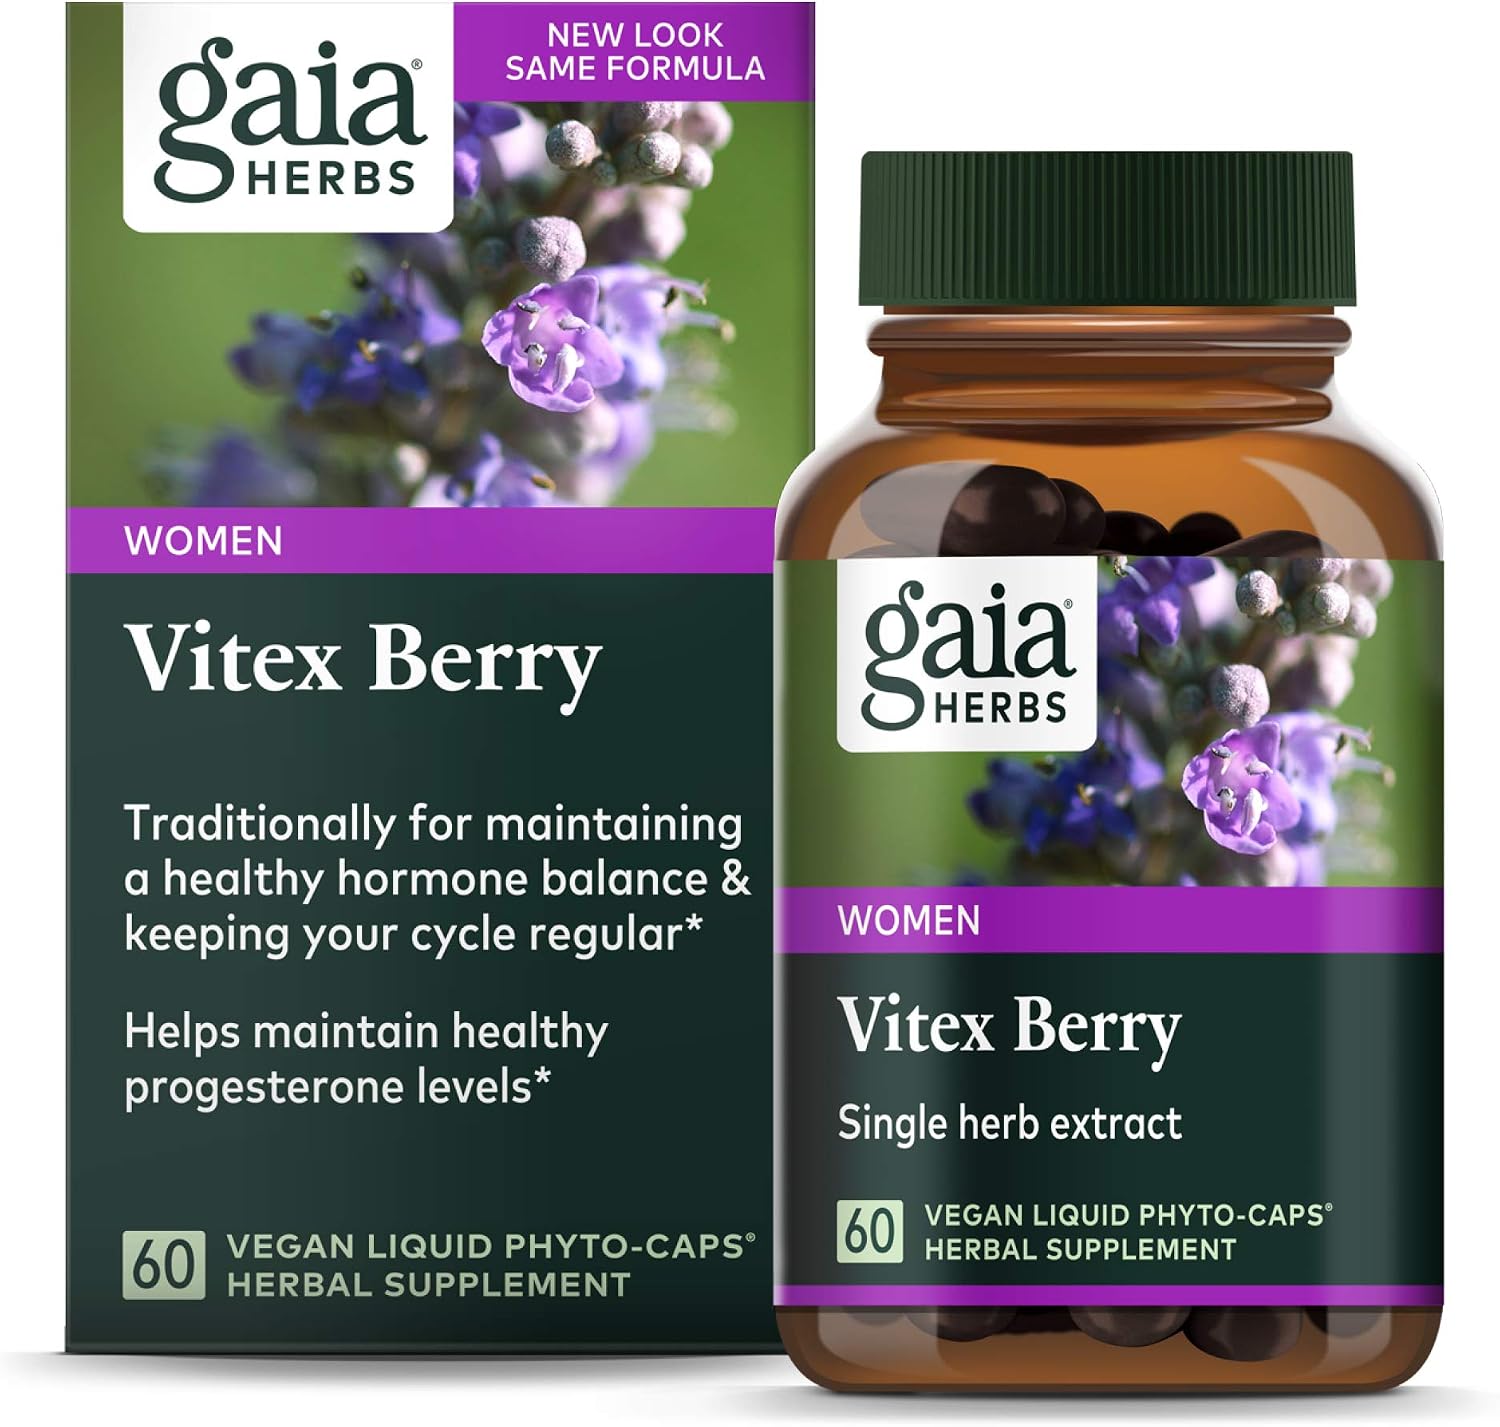 gaia®
HERBS
NEW LOOK
SAME FORMULA
WOMEN
Vitex Berry
Traditionally for maintaining
a healthy hormone balance &
keeping your cycle regular*
Helps maintain healthy
progesterone levels*
60
VEGAN LIQUID PHYTO-CAPS®
HERBAL SUPPLEMENT
gaia®
HERBS
WOMEN
Vitex Berry
Single herb extract
60
VEGAN LIQUID PHYTO-CAPS®
HERBAL SUPPLEMENT